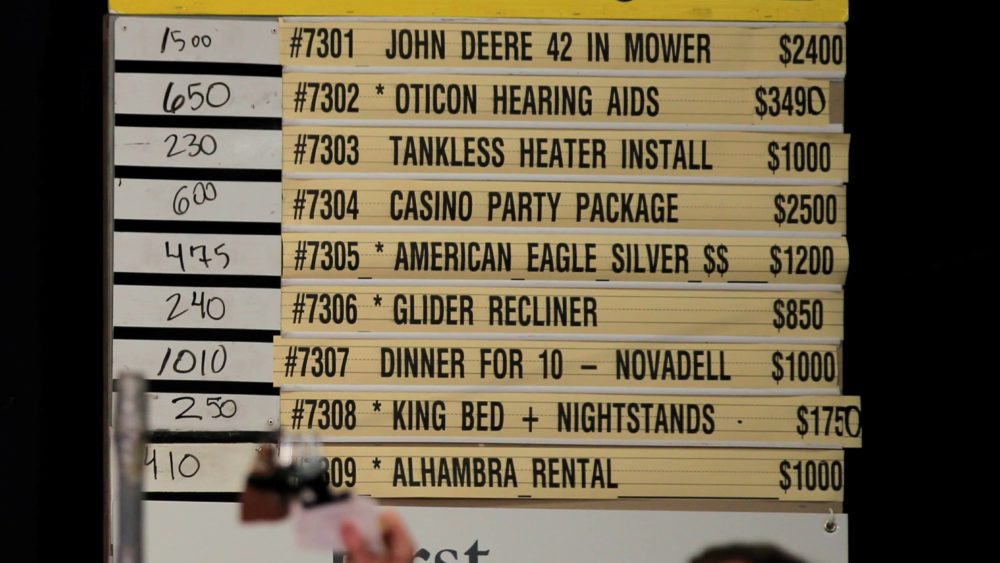 1500 #7301 JOHN DEERE 42 IN MOWER $2400
650 #7302 * OTICON HEARING AIDS $3490
230 #7303 TANKLESS HEATER INSTALL $1000
600 #7304 CASINO PARTY PACKAGE $2500
475 #7305 * AMERICAN EAGLE SILVER $$ $1200
240 #7306 * GLIDER RECLINER $850
1010 #7307 DINNER FOR 10 – NOVADELL $1000
250 #7308 * KING BED + NIGHTSTANDS $1750
410 309 * ALHAMBRA RENTAL $1000